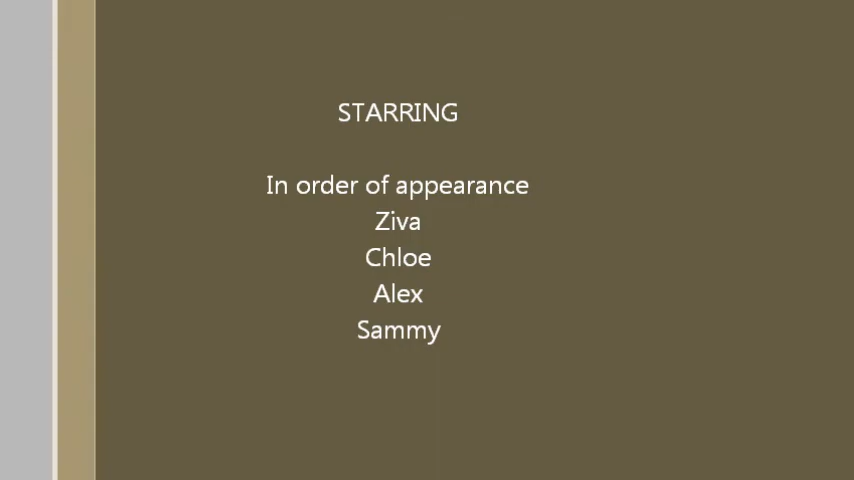 STARRING
In order of appearance
Ziva
Chloe
Alex
Sammy